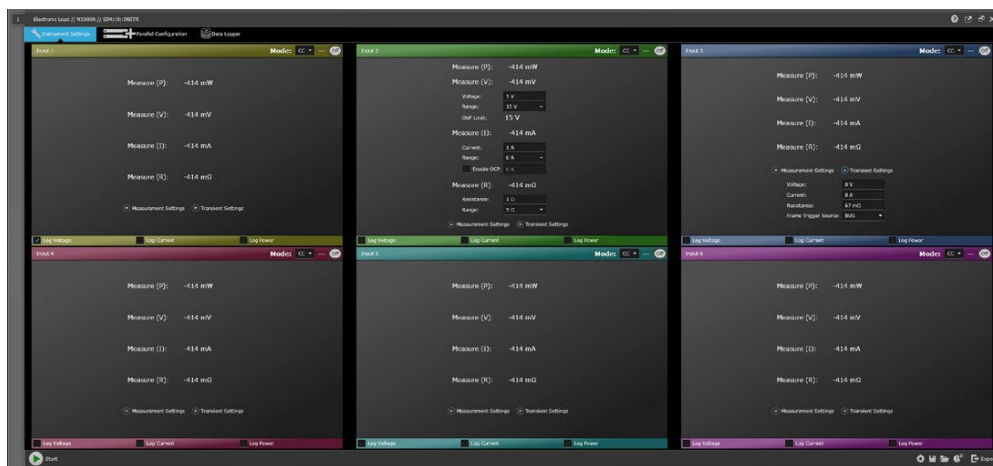 1 Electronic Load // N3300A // SIM::0::INSTR
Instrument Settings Parallel Configuration Data Logger
Input 1 Mode: CC Off
Measure (P): -414 mW
Measure (V): -414 mV
Measure (I): -414 mA
Measure (R): -414 mΩ
Measurement Settings Transient Settings
Log Voltage Log Current Log Power
Input 2 Mode: CC Off
Measure (P): -414 mW
Measure (V): -414 mV
Voltage: 1 V
Range: 15 V
OVP Limit: 15 V
Measure (I): -414 mA
Current: 1 A
Range: 6 A
Enable OCP 6 A
Measure (R): -414 mΩ
Resistance: 1 Ω
Range: 5 Ω
Measurement Settings Transient Settings
Log Voltage Log Current Log Power
Input 3 Mode: CC Off
Measure (P): -414 mW
Measure (V): -414 mV
Measure (I): -414 mA
Measure (R): -414 mΩ
Measurement Settings Transient Settings
Voltage: 0 V
Current: 0 A
Resistance: 67 mΩ
Frame Trigger Source: BUS
Log Voltage Log Current Log Power
Input 4 Mode: CC Off
Measure (P): -414 mW
Measure (V): -414 mV
Measure (I): -414 mA
Measure (R): -414 mΩ
Measurement Settings Transient Settings
Log Voltage Log Current Log Power
Input 5 Mode: CC Off
Measure (P): -414 mW
Measure (V): -414 mV
Measure (I): -414 mA
Measure (R): -414 mΩ
Measurement Settings Transient Settings
Log Voltage Log Current Log Power
Input 6 Mode: CC Off
Measure (P): -414 mW
Measure (V): -414 mV
Measure (I): -414 mA
Measure (R): -414 mΩ
Measurement Settings Transient Settings
Log Voltage Log Current Log Power
Start Expo